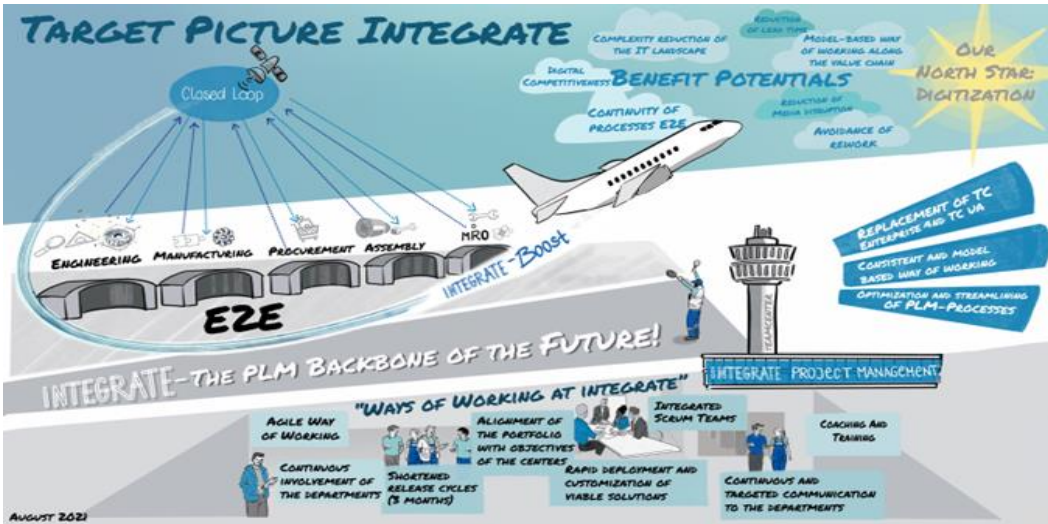 TARGET PICTURE INTEGRATE
Closed Loop
COMPLEXITY REDUCTION OF
THE IT LANDSCAPE
REDUCTION
OF LEAD TIME
MODEL-BASED WAY
OF WORKING ALONG
THE VALUE CHAIN
DIGITAL
COMPETITIVENESS
BENEFIT POTENTIALS
CONTINUITY OF
PROCESSES E2E
REDUCTION OF
MEDIA DISRUPTION
AVOIDANCE OF
REWORK
OUR
NORTH STAR:
DIGITIZATION
ENGINEERING
MANUFACTURING
PROCUREMENT
ASSEMBLY
MRO
E2E
INTEGRATE-Boost
REPLACEMENT OF TC
ENTERPRISE AND TC UA
CONSISTENT AND MODEL
BASED WAY OF WORKING
OPTIMIZATION AND STREAMLINING
OF PLM-PROCESSES
TEAMCENTER
INTEGRATE PROJECT MANAGEMENT
INTEGRATE-THE PLM BACKBONE OF THE FUTURE!
"WAYS OF WORKING AT INTEGRATE"
AGILE WAY
OF WORKING
CONTINUOUS
INVOLVEMENT OF
THE DEPARTMENTS
SHORTENED
RELEASE CYCLES
(3 MONTHS)
ALIGNMENT OF
THE PORTFOLIO
WITH OBJECTIVES
OF THE CENTERS
RAPID DEPLOYMENT AND
CUSTOMIZATION OF
VIABLE SOLUTIONS
INTEGRATED
SCRUM TEAMS
CONTINUOUS AND
TARGETED COMMUNICATION
TO THE DEPARTMENTS
COACHING AND
TRAINING
AUGUST 2021